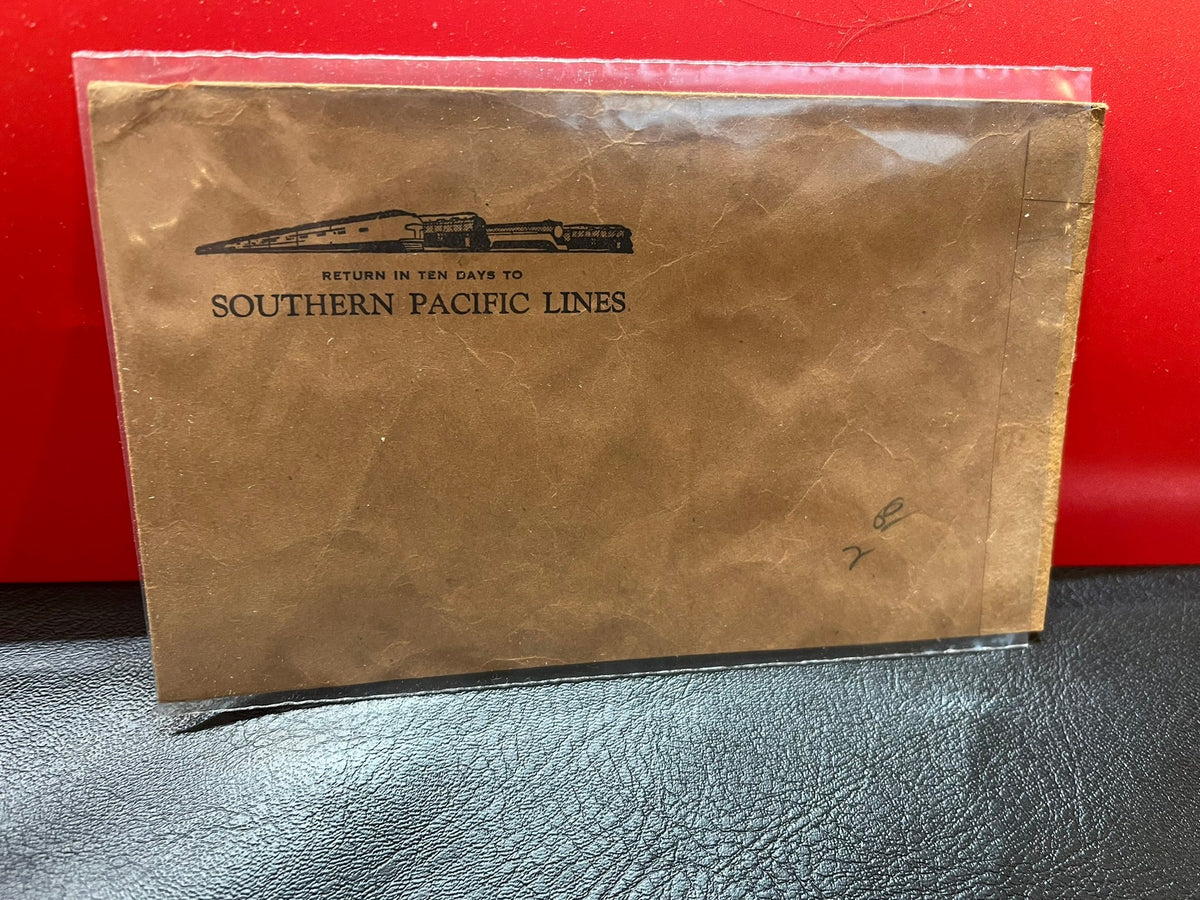 RETURN IN TEN DAYS TO
SOUTHERN PACIFIC LINES